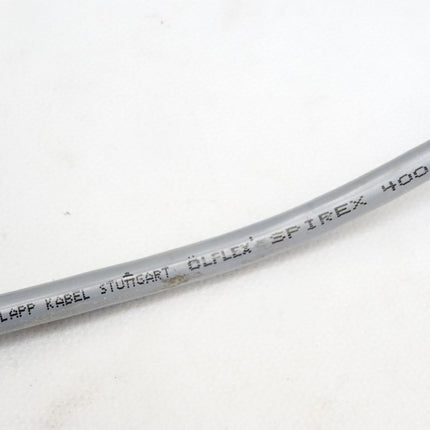 LAPP KABEL STUTTGART ÖLFLEX® SPIREX 400